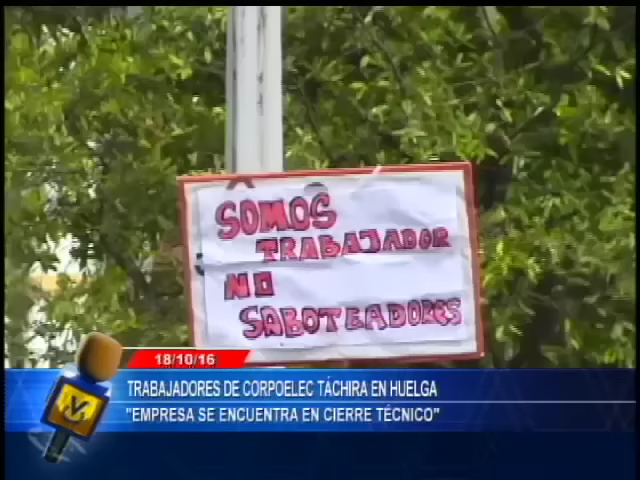 SOMOS
TRABAJADOR
NO
SABOTEADORES
18/10/16
TRABAJADORES DE CORPOELEC TÁCHIRA EN HUELGA
"EMPRESA SE ENCUENTRA EN CIERRE TÉCNICO"
V